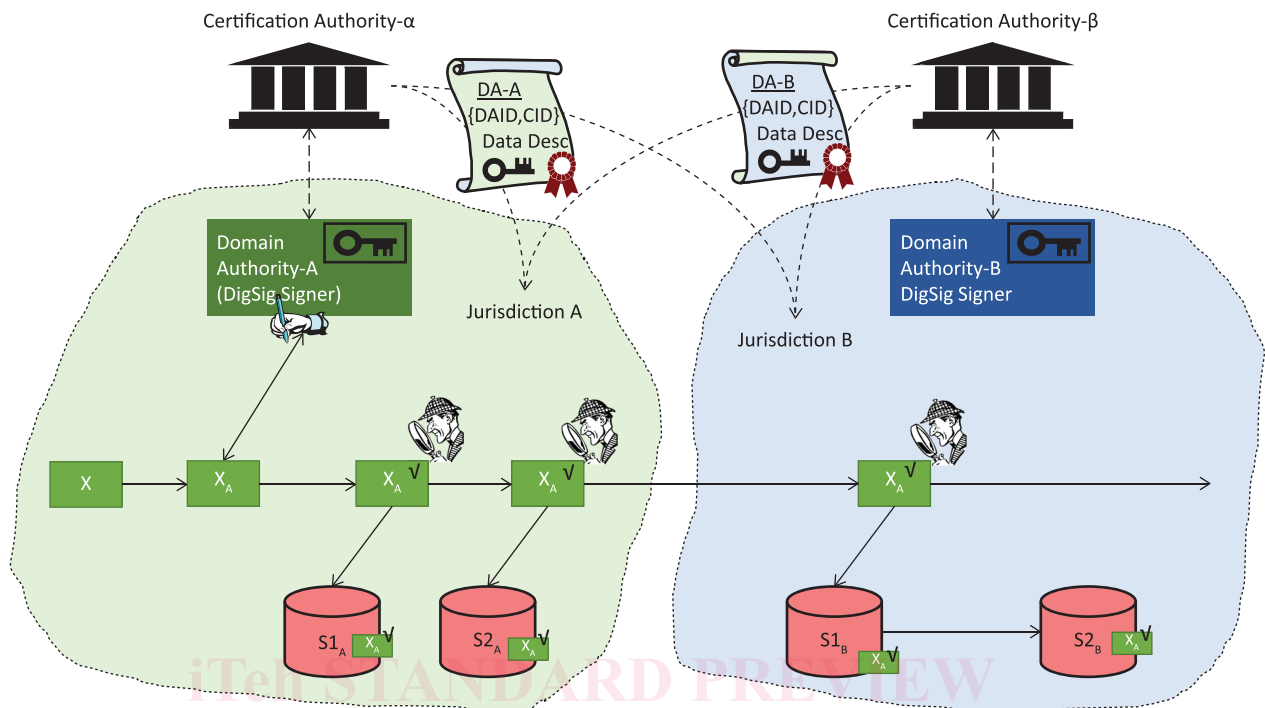 Certification Authority-α
Certification Authority-β
DA-A
{DAID,CID}
Data Desc
DA-B
{DAID,CID}
Data Desc
Domain
Authority-A
(DigSig Signer)
Domain
Authority-B
DigSig Signer
Jurisdiction A
Jurisdiction B
X
XA
XA√
XA√
XA√
S1A
XA√
S2A
XA√
S1B
XA√
S2B
XA√
iTeh STANDARD PREVIEW